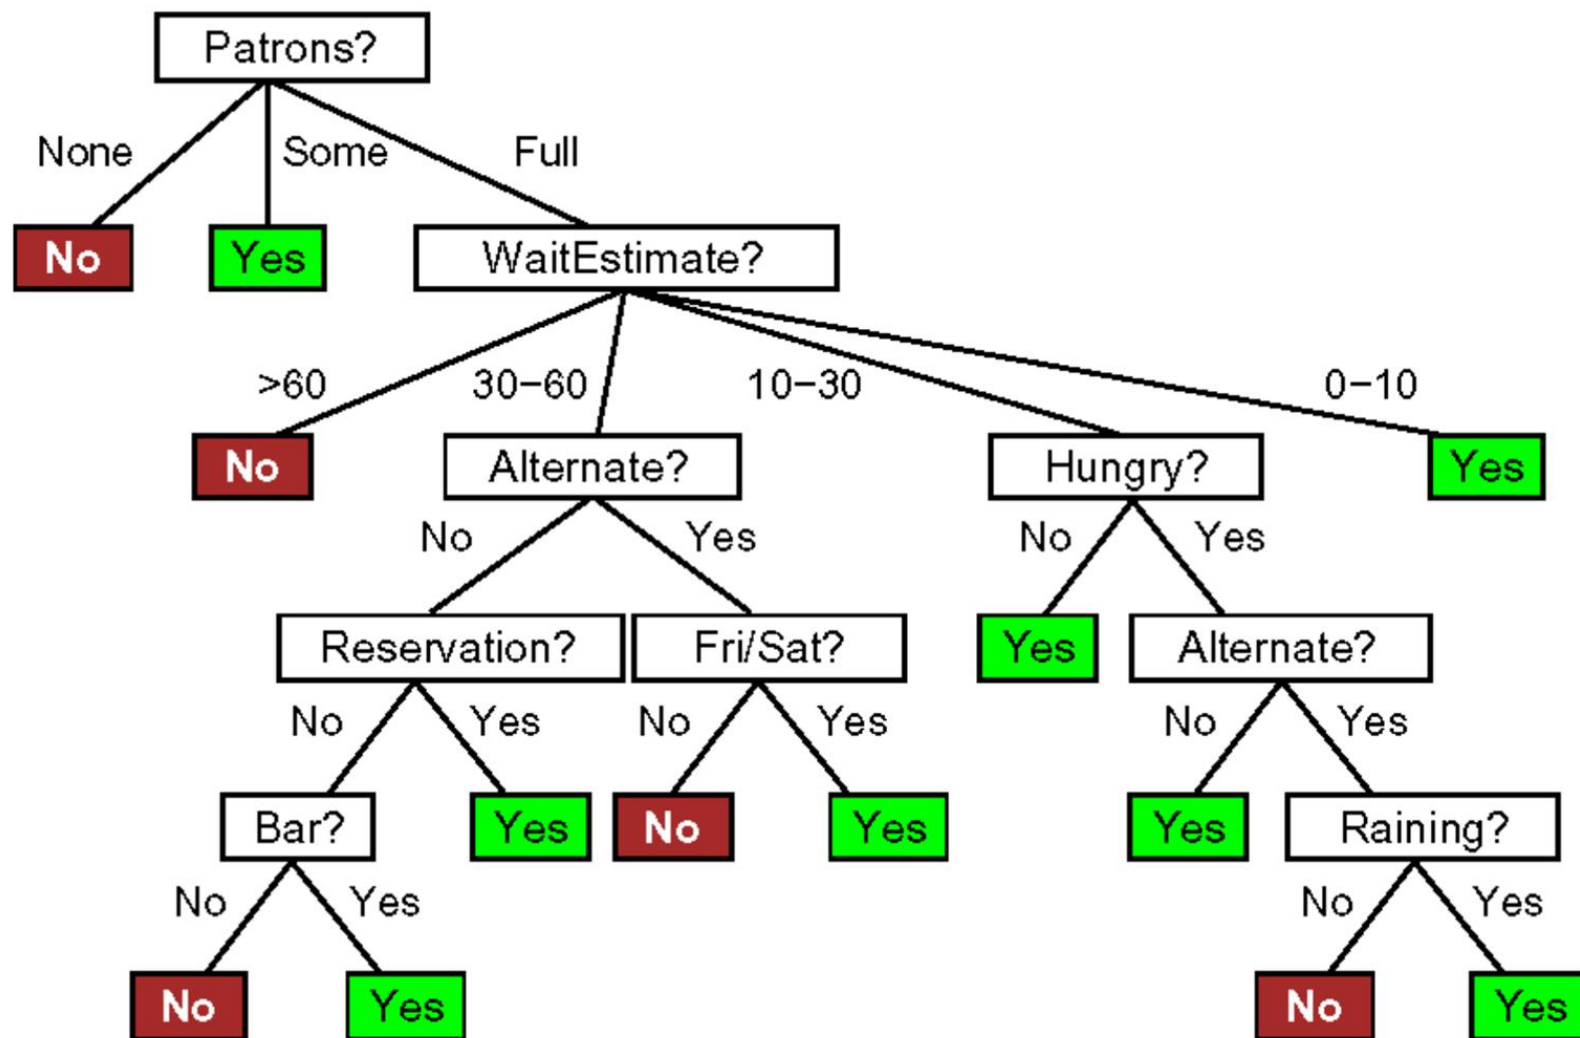 Patrons?
None Some Full
No Yes WaitEstimate?
>60 30−60 10−30 0−10
No Alternate? Hungry? Yes
No Yes No Yes
Reservation? Fri/Sat? Yes Alternate?
No Yes No Yes No Yes
Bar? Yes No Yes Yes Raining?
No Yes No Yes
No Yes No Yes